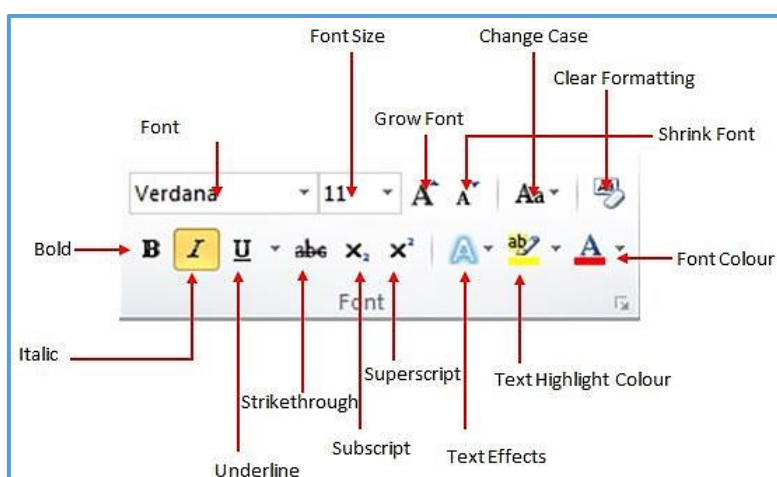 Font Size
Change Case
Clear Formatting
Grow Font
Font
Shrink Font
Verdana 11 A A Aa Ab
Bold B I U abc X₂ X² A ab A Font Colour
Font
Italic
Superscript
Text Highlight Colour
Strikethrough
Subscript
Text Effects
Underline